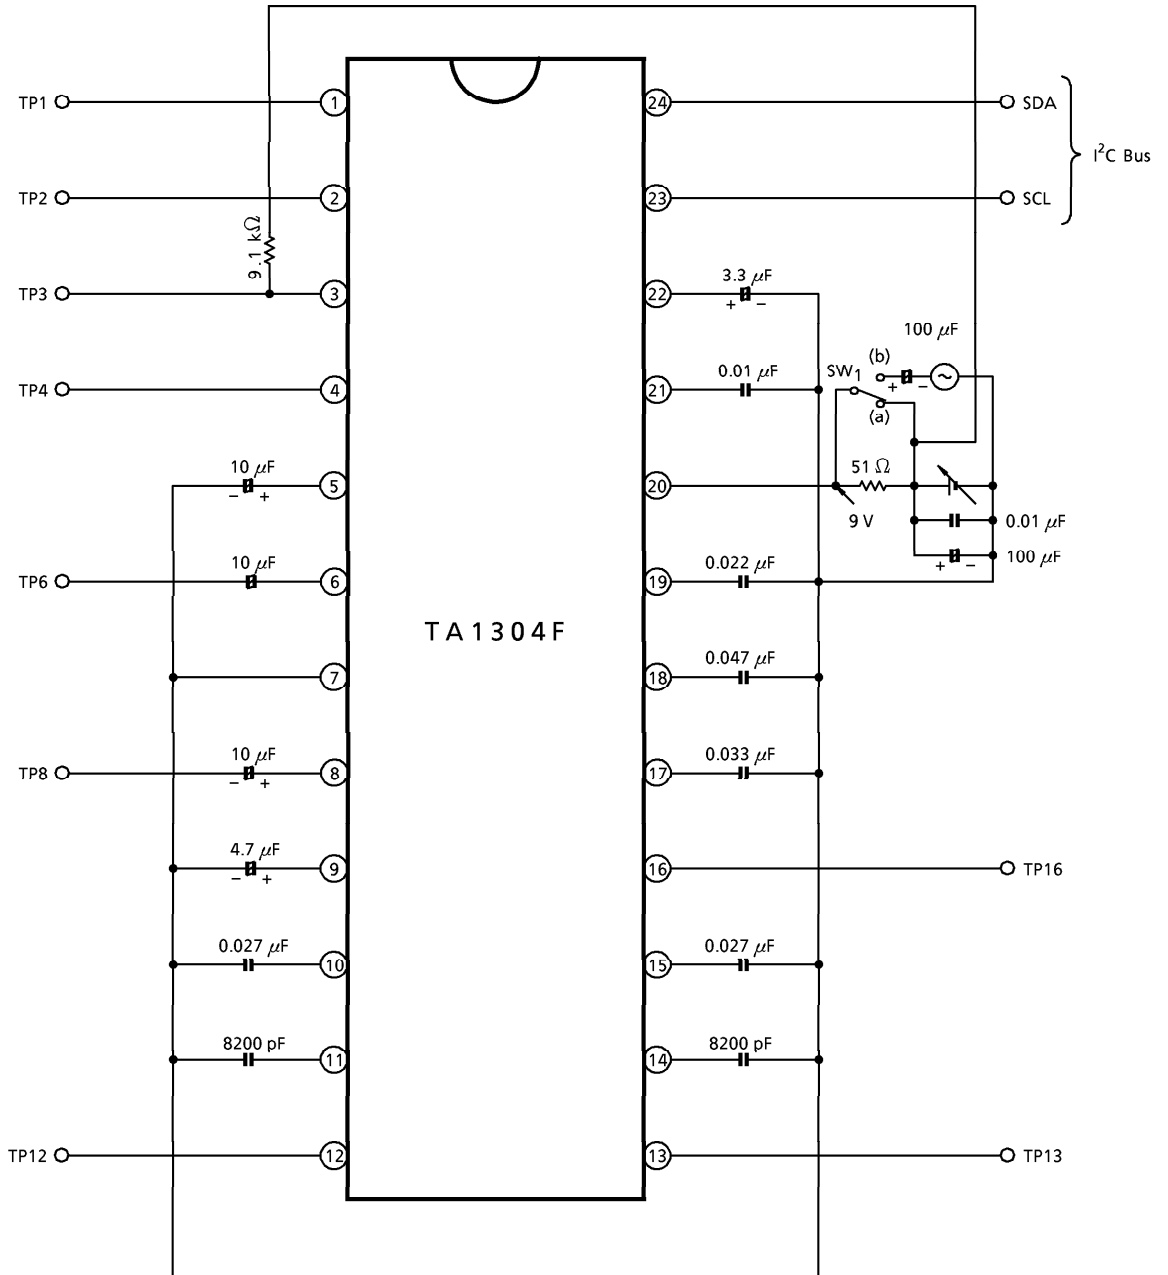 TP1
1
24
SDA
I²C Bus
TP2
2
23
SCL
9.1 kΩ
TP3
3
22
3.3 μF
+ −
100 μF
TP4
4
21
0.01 μF
SW1
(b)
+ −
(a)
10 μF
− +
5
20
51 Ω
9 V
0.01 μF
100 μF
+ −
TP6
10 μF
6
19
0.022 μF
TA1304F
7
18
0.047 μF
TP8
10 μF
− +
8
17
0.033 μF
4.7 μF
− +
9
16
TP16
0.027 μF
10
15
0.027 μF
8200 pF
11
14
8200 pF
TP12
12
13
TP13